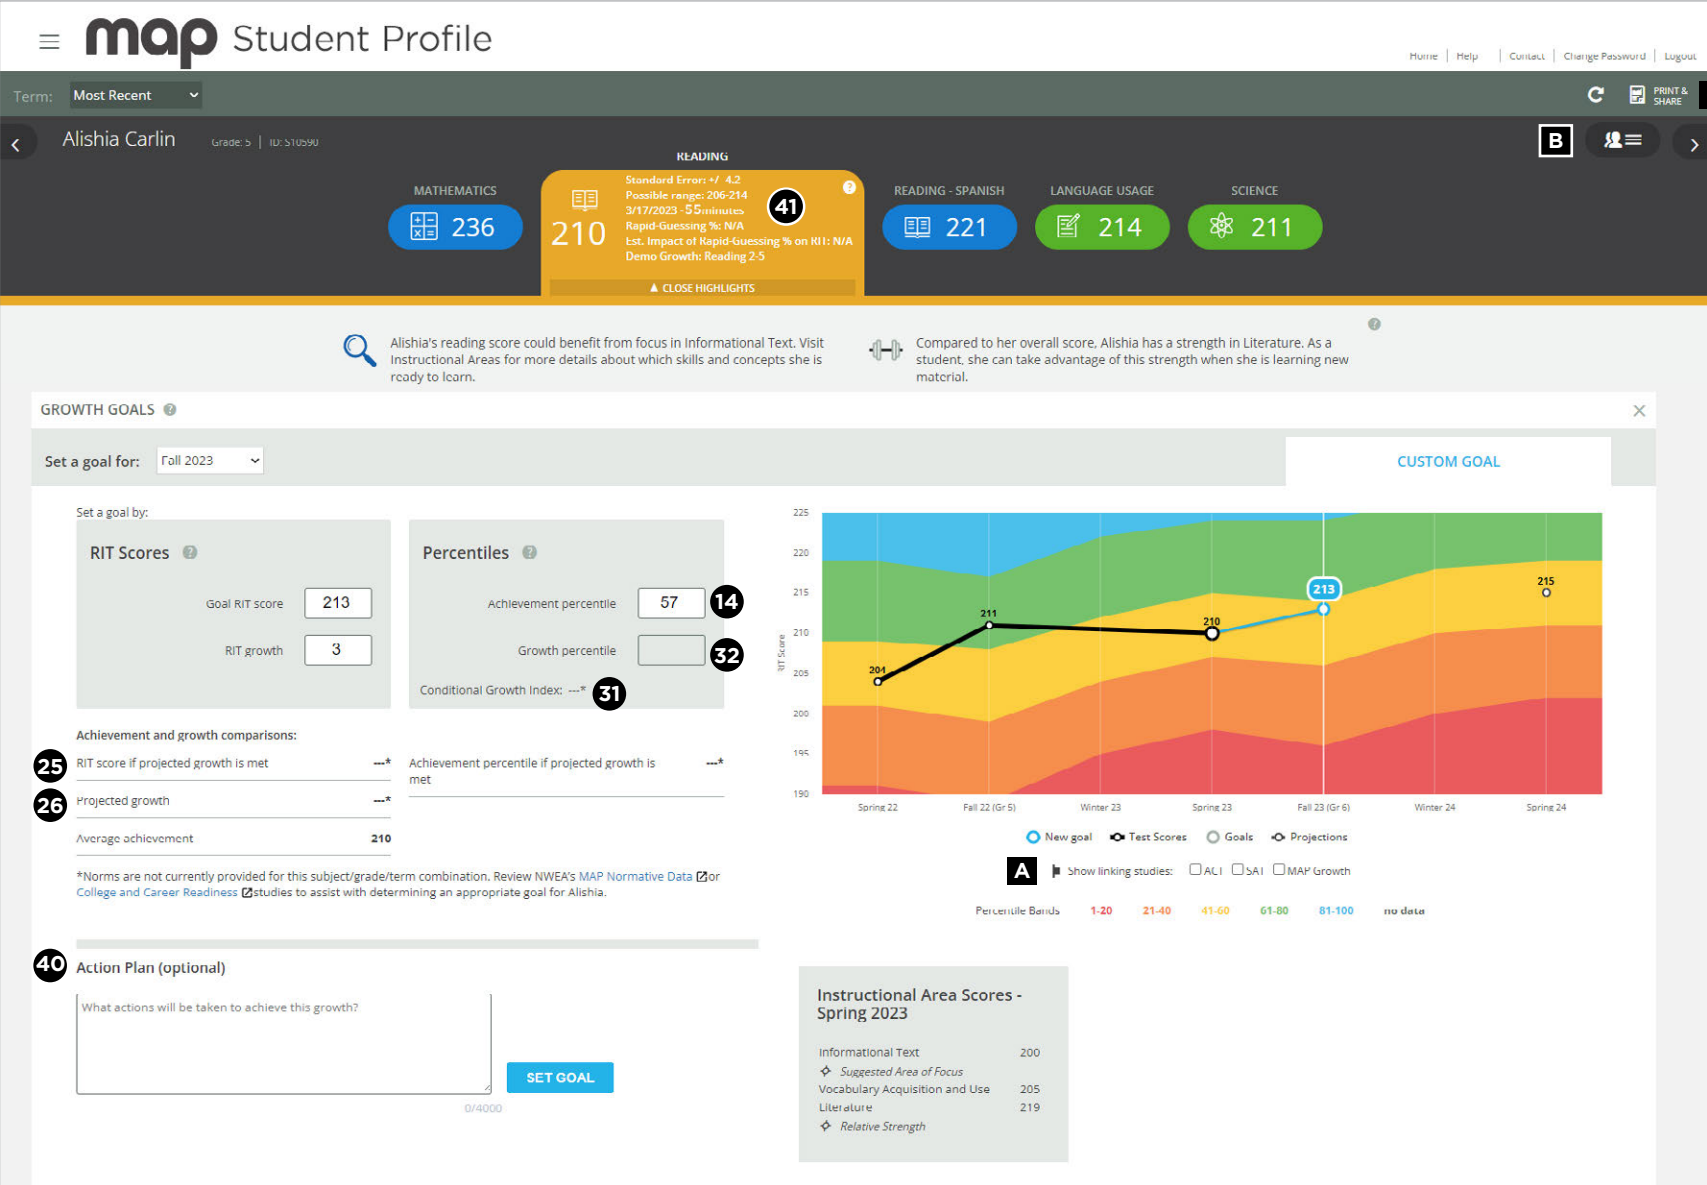 map Student Profile
Home | Help | Contact | Change Password | Logout
Term: Most Recent
PRINT &
SHARE
Alishia Carlin Grade: 5 | ID: S10590
B
READING
MATHEMATICS
236
210
Standard Error: +/- 4.2
Possible range: 206-214
3/17/2023 - 55 minutes
Rapid-Guessing %: N/A
Est. Impact of Rapid-Guessing % on RIT: N/A
Demo Growth: Reading 2-5
41
CLOSE HIGHLIGHTS
READING - SPANISH
221
LANGUAGE USAGE
214
SCIENCE
211
Alishia's reading score could benefit from focus in Informational Text. Visit
Instructional Areas for more details about which skills and concepts she is
ready to learn.
Compared to her overall score, Alishia has a strength in Literature. As a
student, she can take advantage of this strength when she is learning new
material.
GROWTH GOALS
Set a goal for: Fall 2023
CUSTOM GOAL
Set a goal by:
RIT Scores
Goal RIT score 213
RIT growth 3
Percentiles
Achievement percentile 57 14
Growth percentile 32
Conditional Growth Index: ---* 31
Achievement and growth comparisons:
25 RIT score if projected growth is met ---*
26 Projected growth ---*
Average achievement 210
Achievement percentile if projected growth is ---*
met
*Norms are not currently provided for this subject/grade/term combination. Review NWEA's MAP Normative Data or
College and Career Readiness studies to assist with determining an appropriate goal for Alishia.
RIT Score
225
220
215
210
205
200
195
190
204
211
210
213
215
Spring 22 Fall 22 (Gr 5) Winter 23 Spring 23 Fall 23 (Gr 6) Winter 24 Spring 24
New goal Test Scores Goals Projections
A Show linking studies: ACT SAT MAP Growth
Percentile Bands 1-20 21-40 41-60 61-80 81-100 no data
40 Action Plan (optional)
What actions will be taken to achieve this growth?
SET GOAL
0/4000
Instructional Area Scores -
Spring 2023
Informational Text 200
Suggested Area of Focus
Vocabulary Acquisition and Use 205
Literature 219
Relative Strength